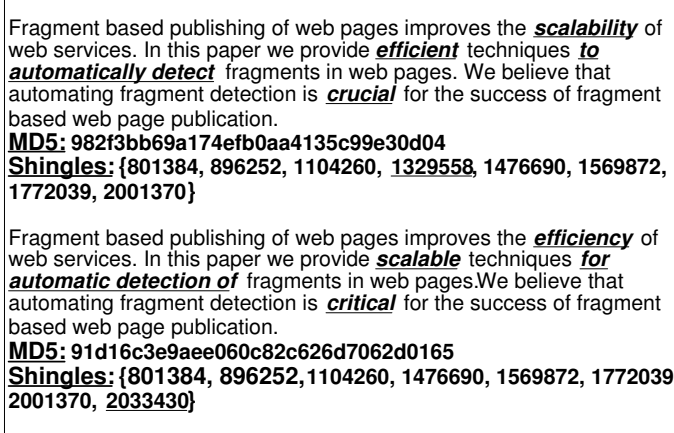 Fragment based publishing of web pages improves the scalability of
web services. In this paper we provide efficient techniques to
automatically detect fragments in web pages. We believe that
automating fragment detection is crucial for the success of fragment
based web page publication.
MD5: 982f3bb69a174efb0aa4135c99e30d04
Shingles: {801384, 896252, 1104260, 1329558, 1476690, 1569872,
1772039, 2001370}
Fragment based publishing of web pages improves the efficiency of
web services. In this paper we provide scalable techniques for
automatic detection of fragments in web pages.We believe that
automating fragment detection is critical for the success of fragment
based web page publication.
MD5: 91d16c3e9aee060c82c626d7062d0165
Shingles: {801384, 896252,1104260, 1476690, 1569872, 1772039
2001370, 2033430}